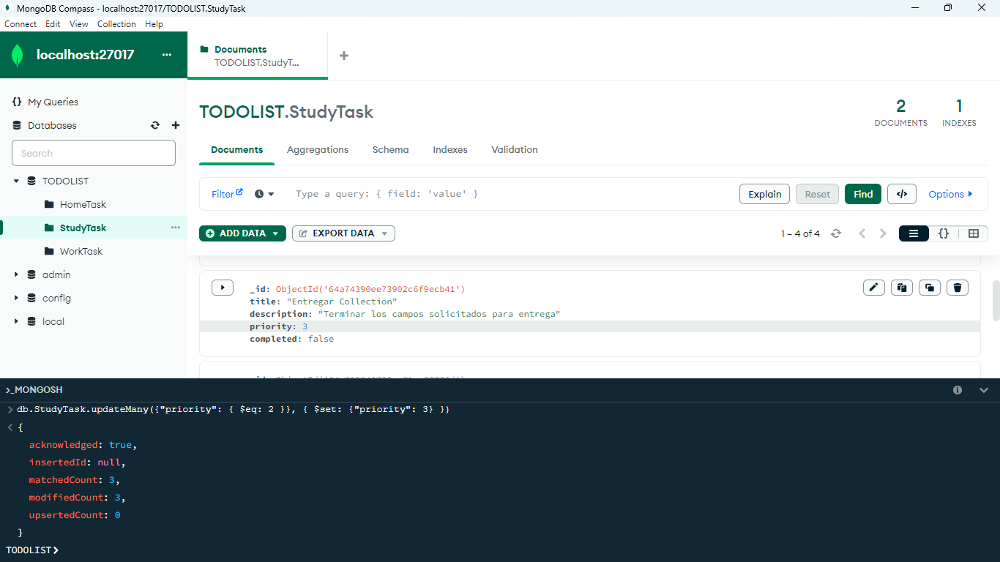 MongoDB Compass - localhost:27017/TODOLIST.StudyTask
Connect Edit View Collection Help
localhost:27017 ...
Documents
TODOLIST.StudyT...
My Queries
Databases
Search
TODOLIST
HomeTask
StudyTask ...
WorkTask
admin
config
local
TODOLIST.StudyTask
2
DOCUMENTS
1
INDEXES
Documents Aggregations Schema Indexes Validation
Filter Type a query: { field: 'value' } Explain Reset Find </> Options
ADD DATA EXPORT DATA 1 – 4 of 4 {}
_id: ObjectId('64a74390ee73902c6f9ecb41')
title: "Entregar Collection"
description: "Terminar los campos solicitados para entrega"
priority: 3
completed: false
>_MONGOSH
> db.StudyTask.updateMany({"priority": { $eq: 2 }}, { $set: {"priority": 3} })
< {
acknowledged: true,
insertedId: null,
matchedCount: 3,
modifiedCount: 3,
upsertedCount: 0
}
TODOLIST>